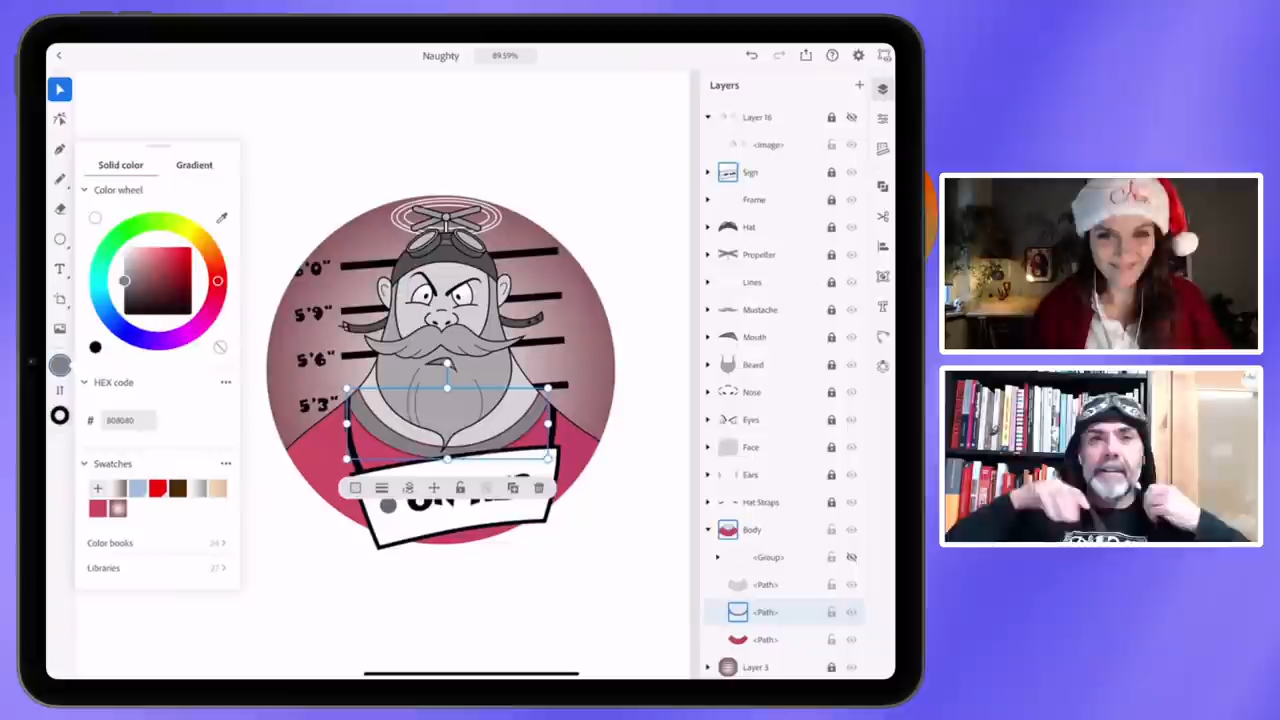 Naughty
89.59%
Layers
Layer 16
<Image>
Sign
Frame
Hat
Propeller
Lines
Mustache
Mouth
Beard
Nose
Eyes
Face
Ears
Hat Straps
Body
<Group>
<Path>
<Path>
<Path>
Layer 3
Solid color
Gradient
Color wheel
HEX code
# 808080
Swatches
Color books
24
Libraries
27
T
5'9"
5'6"
5'3"